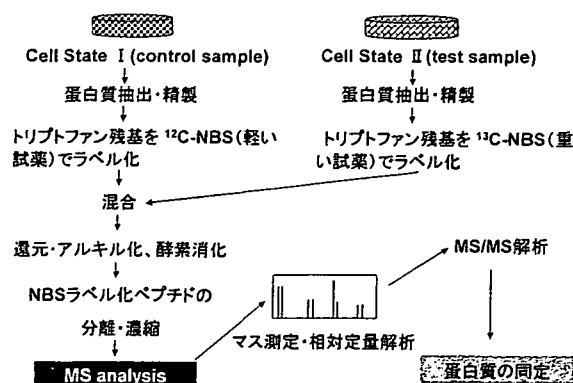 Cell State Ⅰ (control sample)
蛋白質抽出・精製
トリプトファン残基を ¹²C-NBS(軽い
試薬)でラベル化
Cell State Ⅱ (test sample)
蛋白質抽出・精製
トリプトファン残基を ¹³C-NBS(重
い試薬)でラベル化
混合
還元・アルキル化、酵素消化
NBSラベル化ペプチドの
分離・濃縮
MS analysis
マス測定・相対定量解析
MS/MS解析
蛋白質の同定